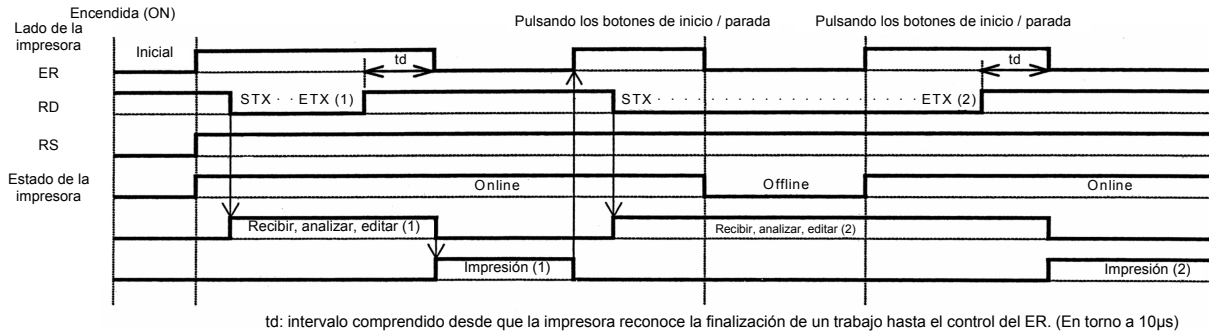 Encendida (ON)
Lado de la
impresora
Inicial
Pulsando los botones de inicio / parada
Pulsando los botones de inicio / parada
ER
td
td
RD
STX · · ETX (1)
STX · · · · · · · · · · · · · · · · · · · · ETX (2)
RS
Estado de la
impresora
Online
Offline
Online
Recibir, analizar, editar (1)
Recibir, analizar, editar (2)
Impresión (1)
Impresión (2)
td: intervalo comprendido desde que la impresora reconoce la finalización de un trabajo hasta el control del ER. (En torno a 10µs)